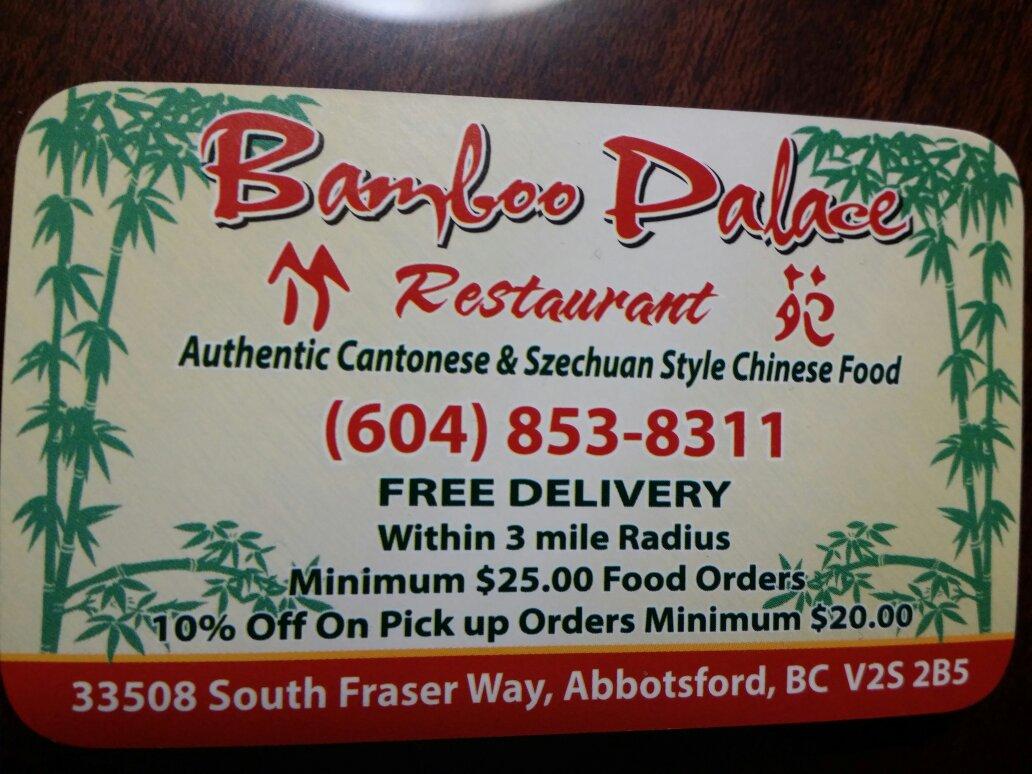 Bamboo Palace
竹 Restaurant 苑
Authentic Cantonese & Szechuan Style Chinese Food
(604) 853-8311
FREE DELIVERY
Within 3 mile Radius
Minimum $25.00 Food Orders
10% Off On Pick up Orders Minimum $20.00
33508 South Fraser Way, Abbotsford, BC V2S 2B5